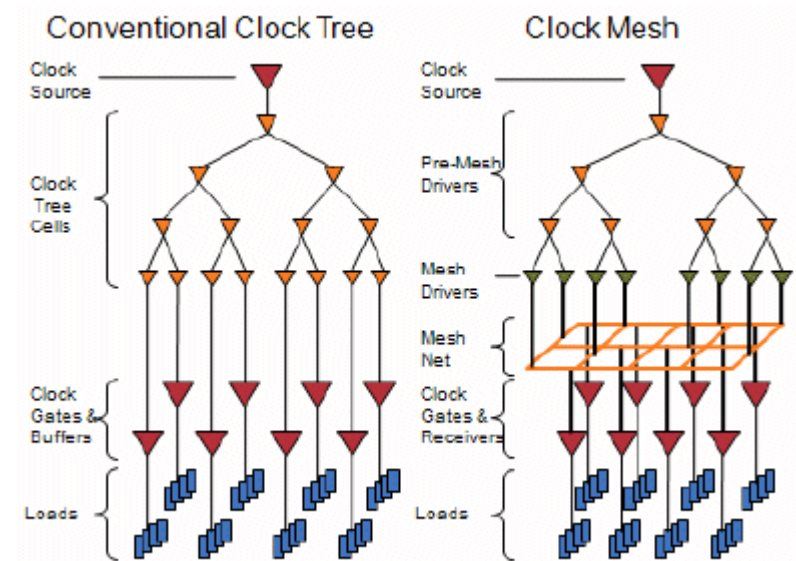 Conventional Clock Tree
Clock
Source
Clock
Tree
Cells
Clock
Gates &
Buffers
Loads
Clock Mesh
Clock
Source
Pre-Mesh
Drivers
Mesh
Drivers
Mesh
Net
Clock
Gates &
Receivers
Loads